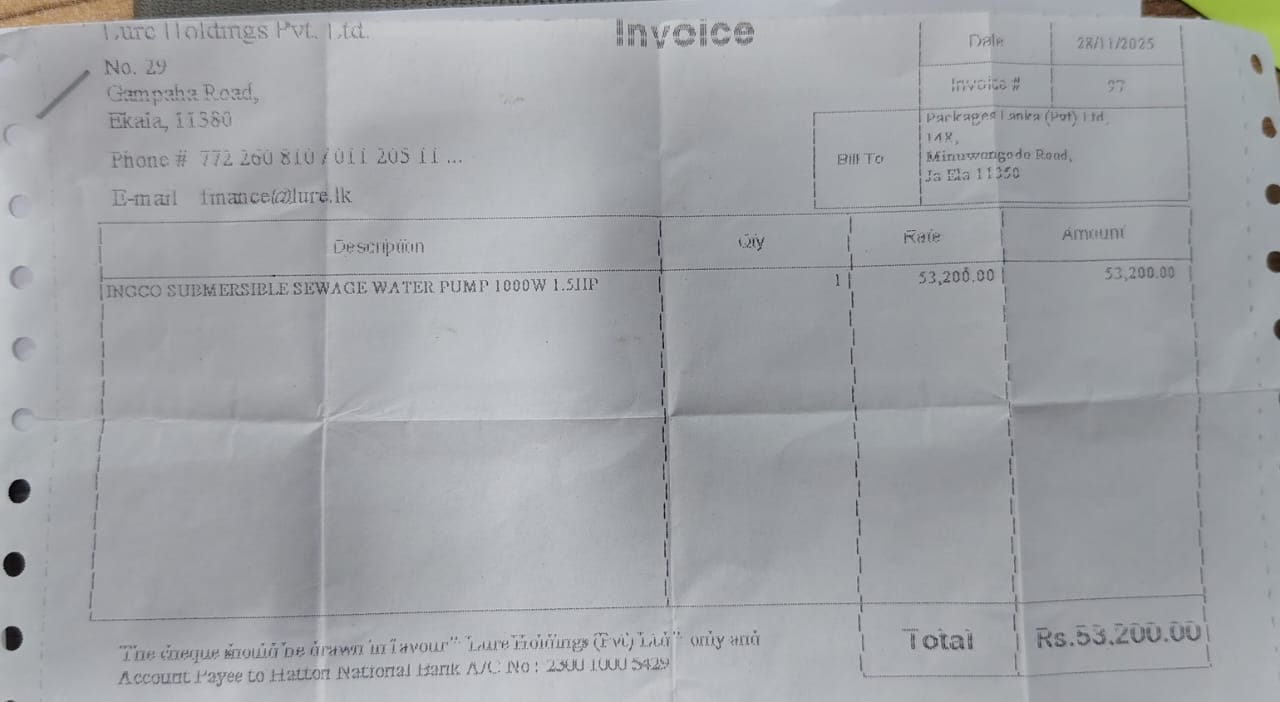 Lure Holdings Pvt. Ltd.
Invoice
No. 29
Gampaha Road,
Ekala, 11380
Phone # 772 260 810 / 011 205 11 ...
E-mail finance@lure.lk
Date 28/11/2025
Invoice # 97
Bill To
Packages Lanka (Pvt) Ltd,
148,
Minuwangoda Road,
Ja Ela 11350
Description Qty Rate Amount
INGCO SUBMERSIBLE SEWAGE WATER PUMP 1000W 1.5HP 1 53,200.00 53,200.00
The cheque should be drawn in favour" Lure Holdings (Pvt) Ltd" only and
Account Payee to Hatton National Bank A/C No : 2300 1000 5429
Total Rs.53,200.00